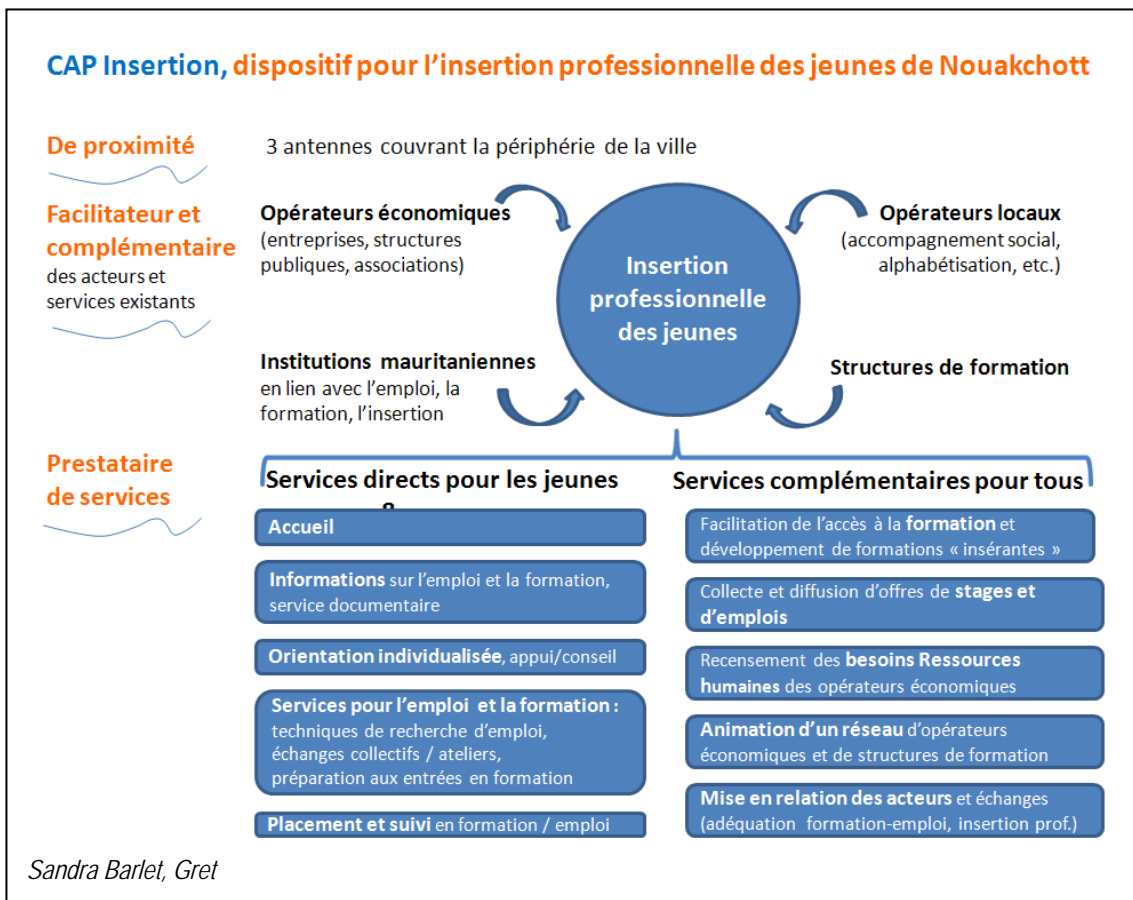 CAP Insertion, dispositif pour l’insertion professionnelle des jeunes de Nouakchott
De proximité
3 antennes couvrant la périphérie de la ville
Facilitateur et
complémentaire
des acteurs et
services existants
Opérateurs économiques
(entreprises, structures
publiques, associations)
Opérateurs locaux
(accompagnement social,
alphabétisation, etc.)
Insertion
professionnelle
des jeunes
Institutions mauritaniennes
en lien avec l’emploi, la
formation, l’insertion
Structures de formation
Prestataire
de services
Services directs pour les jeunes
Accueil
Informations sur l’emploi et la formation,
service documentaire
Orientation individualisée, appui/conseil
Services pour l’emploi et la formation :
techniques de recherche d’emploi,
échanges collectifs / ateliers,
préparation aux entrées en formation
Placement et suivi en formation / emploi
Services complémentaires pour tous
Facilitation de l’accès à la formation et
développement de formations « insérantes »
Collecte et diffusion d’offres de stages et
d’emplois
Recensement des besoins Ressources
humaines des opérateurs économiques
Animation d’un réseau d’opérateurs
économiques et de structures de formation
Mise en relation des acteurs et échanges
(adéquation formation-emploi, insertion prof.)
Sandra Barlet, Gret